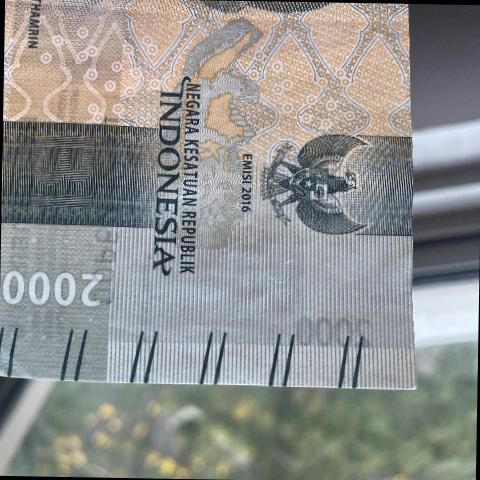 THAMRIN
NEGARA KESATUAN REPUBLIK
INDONESIA
EMISI 2016
2000
2000